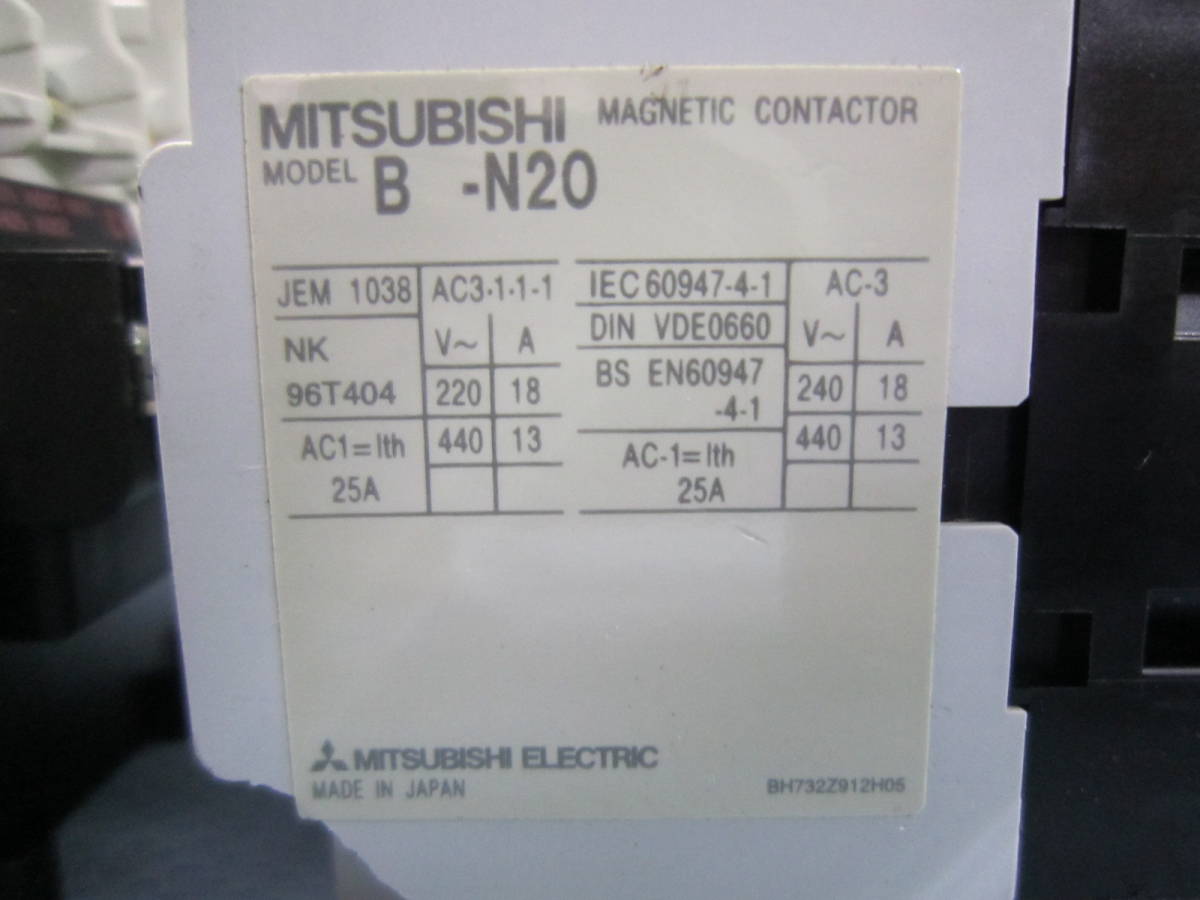 MITSUBISHI MAGNETIC CONTACTOR
MODEL B -N20
JEM 1038 AC3·1·1-1
NK V~ A
96T404 220 18
AC1=Ith 440 13
25A
IEC 60947-4-1 AC-3
DIN VDE0660 V~ A
BS EN60947 240 18
-4-1
AC-1=Ith 440 13
25A
MITSUBISHI ELECTRIC
MADE IN JAPAN BH732Z912H05